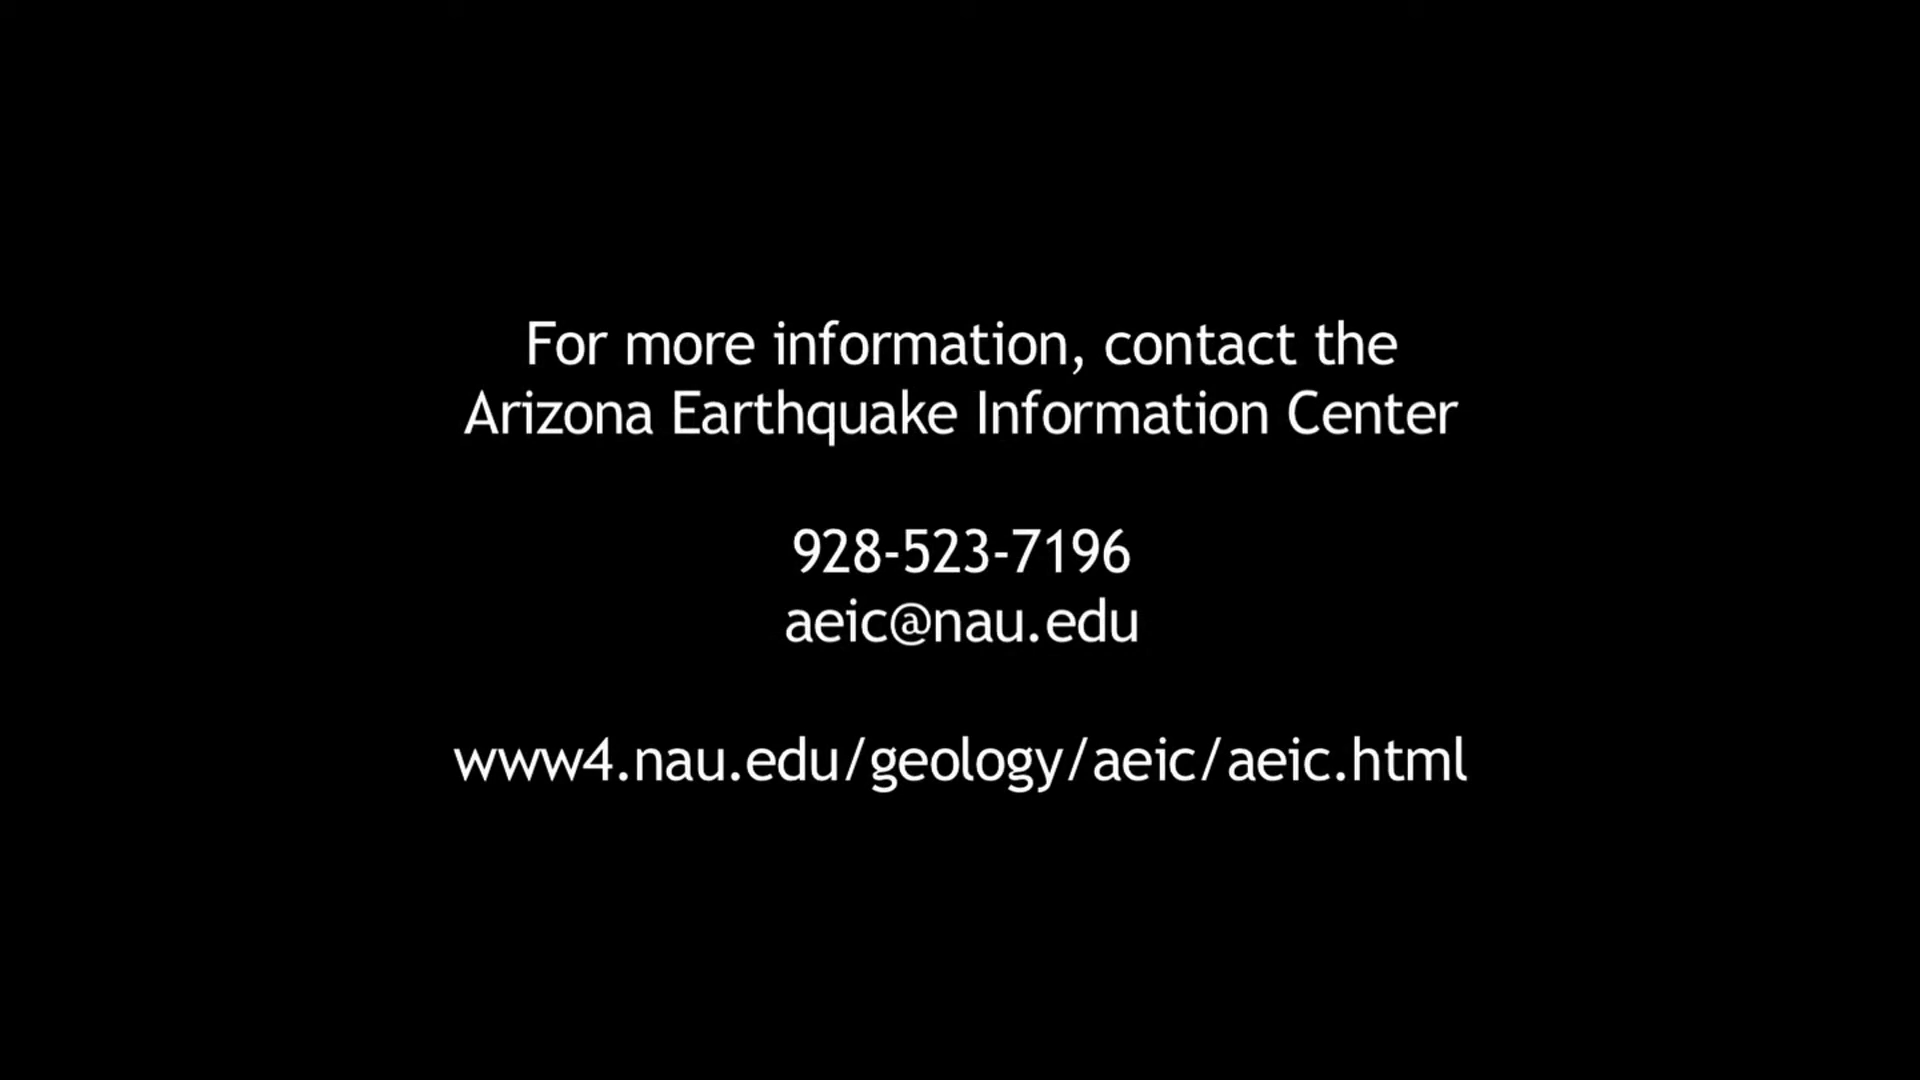 For more information, contact the
Arizona Earthquake Information Center
928-523-7196
aeic@nau.edu
www4.nau.edu/geology/aeic/aeic.html